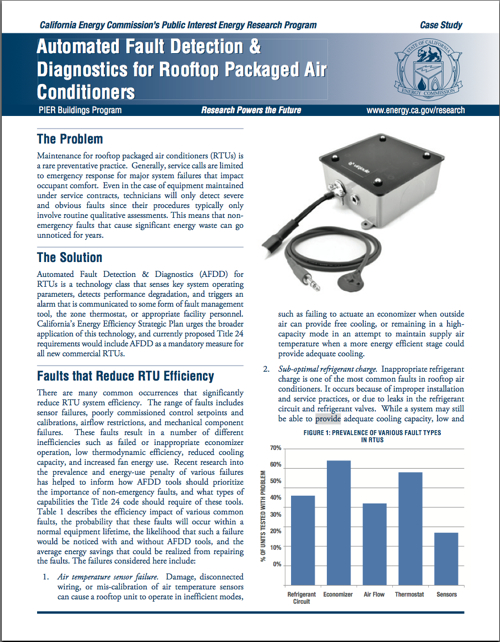 California Energy Commission's Public Interest Energy Research Program
Case Study
Automated Fault Detection &
Diagnostics for Rooftop Packaged Air
Conditioners
PIER Buildings Program
Research Powers the Future
www.energy.ca.gov/research
The Problem
Maintenance for rooftop packaged air conditioners (RTUs) is
a rare preventative practice. Generally, service calls are limited
to emergency response for major system failures that impact
occupant comfort. Even in the case of equipment maintained
under service contracts, technicians will only detect severe
and obvious faults since their procedures typically only
involve routine qualitative assessments. This means that non-
emergency faults that cause significant energy waste can go
unnoticed for years.
The Solution
Automated Fault Detection & Diagnostics (AFDD) for
RTUs is a technology class that senses key system operating
parameters, detects performance degradation, and triggers an
alarm that is communicated to some form of fault management
tool, the zone thermostat, or appropriate facility personnel.
California's Energy Efficiency Strategic Plan urges the broader
application of this technology, and currently proposed Title 24
requirements would include AFDD as a mandatory measure for
all new commercial RTUs.
Faults that Reduce RTU Efficiency
There are many common occurrences that significantly
reduce RTU system efficiency. The range of faults includes
sensor failures, poorly commissioned control setpoints and
calibrations, airflow restrictions, and mechanical component
failures. These faults result in a number of different
inefficiencies such as failed or inappropriate economizer
operation, low thermodynamic efficiency, reduced cooling
capacity, and increased fan energy use. Recent research into
the prevalence and energy-use penalty of various failures
has helped to inform how AFDD tools should prioritize
the importance of non-emergency faults, and what types of
capabilities the Title 24 code should require of these tools.
Table 1 describes the efficiency impact of various common
faults, the probability that these faults will occur within a
normal equipment lifetime, the likelihood that such a failure
would be noticed with and without AFDD tools, and the
average energy savings that could be realized from repairing
the faults. The failures considered here include:
1. Air temperature sensor failure. Damage, disconnected
wiring, or mis-calibration of air temperature sensors
can cause a rooftop unit to operate in inefficient modes,
such as failing to actuate an economizer when outside
air can provide free cooling, or remaining in a high-
capacity mode in an attempt to maintain supply air
temperature when a more energy efficient stage could
provide adequate cooling.
2. Sub-optimal refrigerant charge. Inappropriate refrigerant
charge is one of the most common faults in rooftop air
conditioners. It occurs because of improper installation
and service practices, or due to leaks in the refrigerant
circuit and refrigerant valves. While a system may still
be able to provide adequate cooling capacity, low and
FIGURE 1: PREVALENCE OF VARIOUS FAULT TYPES
IN RTUS
% OF UNITS TESTED WITH PROBLEM
70%
60%
50%
40%
30%
20%
10%
0%
Refrigerant
Circuit
Economizer
Air Flow
Thermostat
Sensors